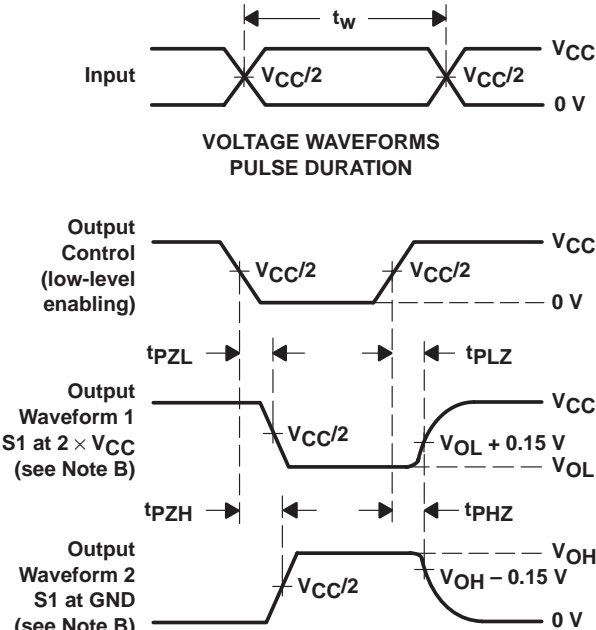 tw
VCC
Input
VCC/2
VCC/2
0 V
VOLTAGE WAVEFORMS
PULSE DURATION
Output
Control
(low-level
enabling)
VCC
VCC/2
VCC/2
0 V
tPZL
tPLZ
Output
Waveform 1
S1 at 2 × VCC
(see Note B)
VCC
VCC/2
VOL + 0.15 V
VOL
tPZH
tPHZ
Output
Waveform 2
S1 at GND
(see Note B)
VOH
VCC/2
VOH – 0.15 V
0 V